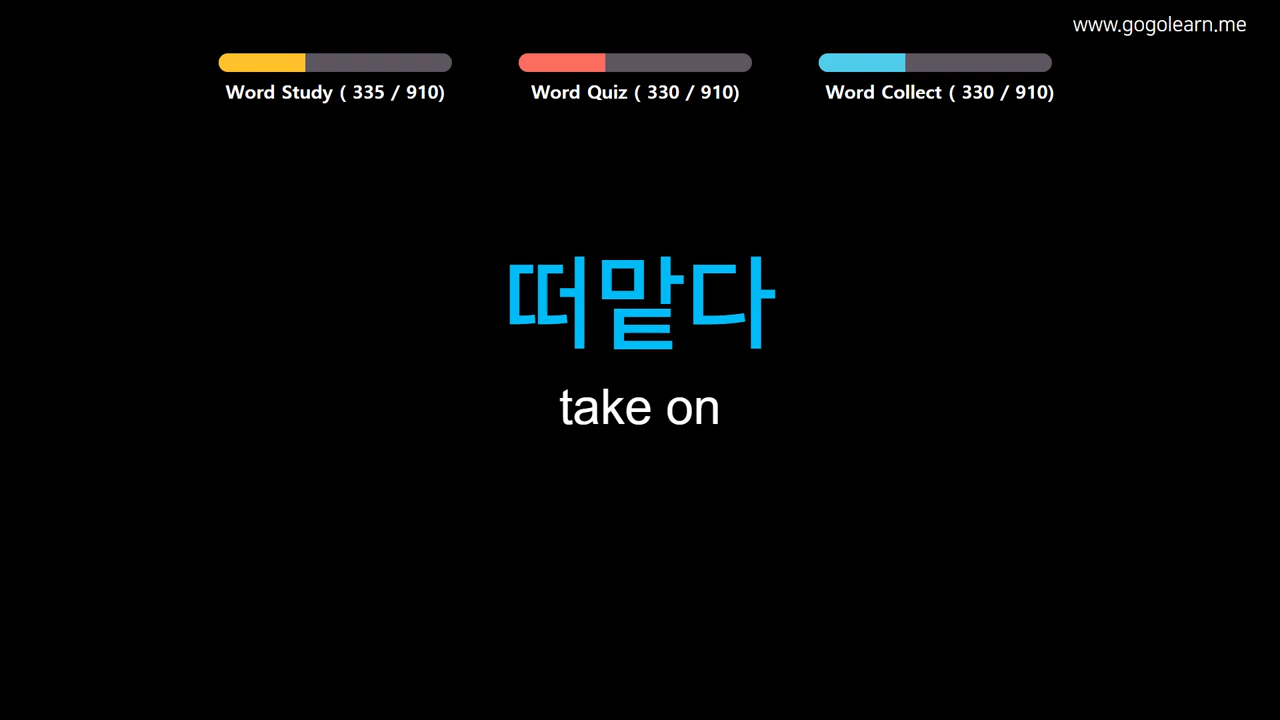 www.gogolearn.me
Word Study ( 335 / 910)
Word Quiz ( 330 / 910)
Word Collect ( 330 / 910)
떠맡다
take on